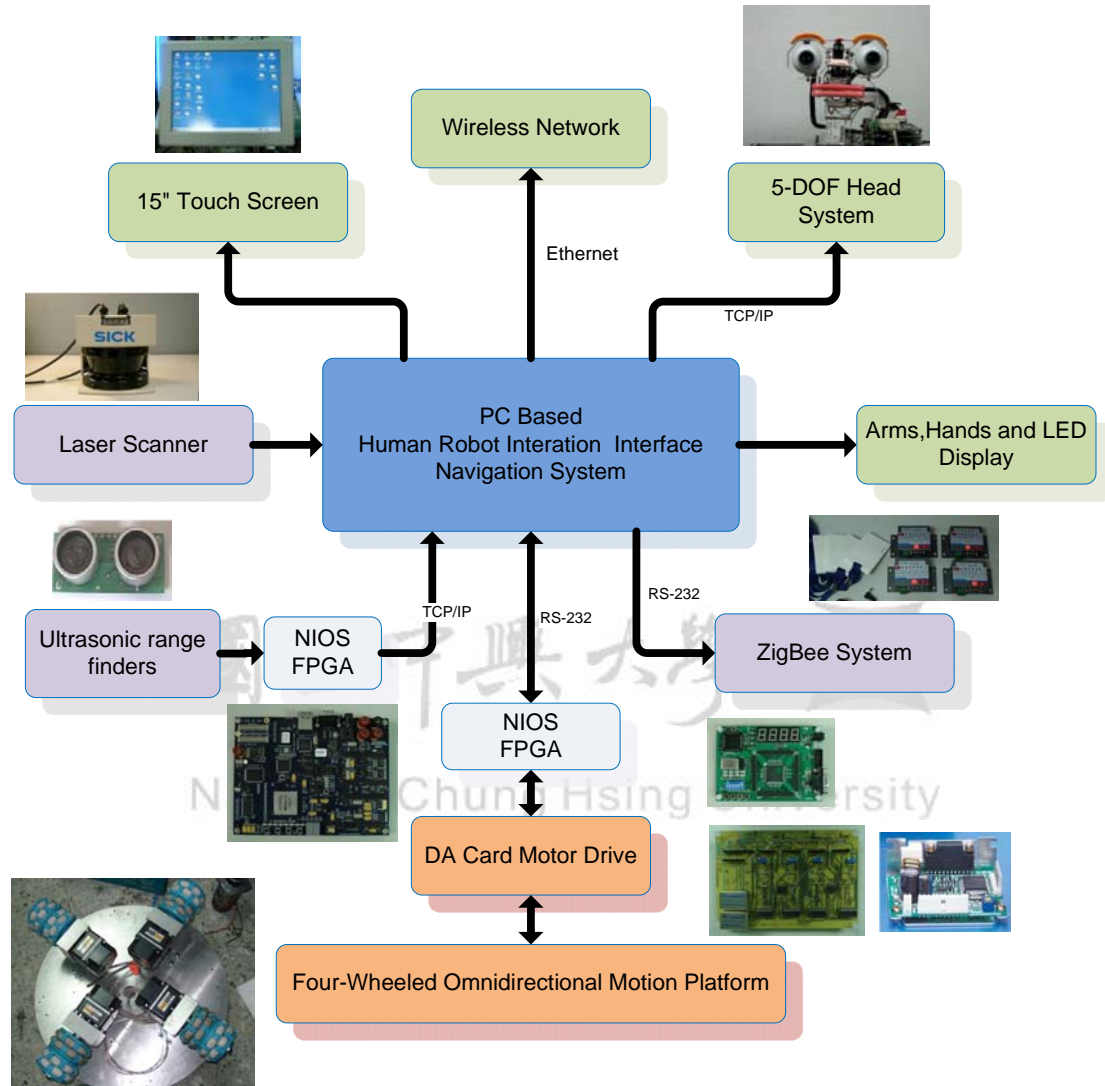 Wireless Network
15" Touch Screen
5-DOF Head
System
Ethernet
TCP/IP
SICK
Laser Scanner
PC Based
Human Robot Interation Interface
Navigation System
Arms,Hands and LED
Display
TCP/IP
RS-232
RS-232
Ultrasonic range
finders
NIOS
FPGA
ZigBee System
NIOS
FPGA
Chung Hsing
DA Card Motor Drive
Four-Wheeled Omnidirectional Motion Platform